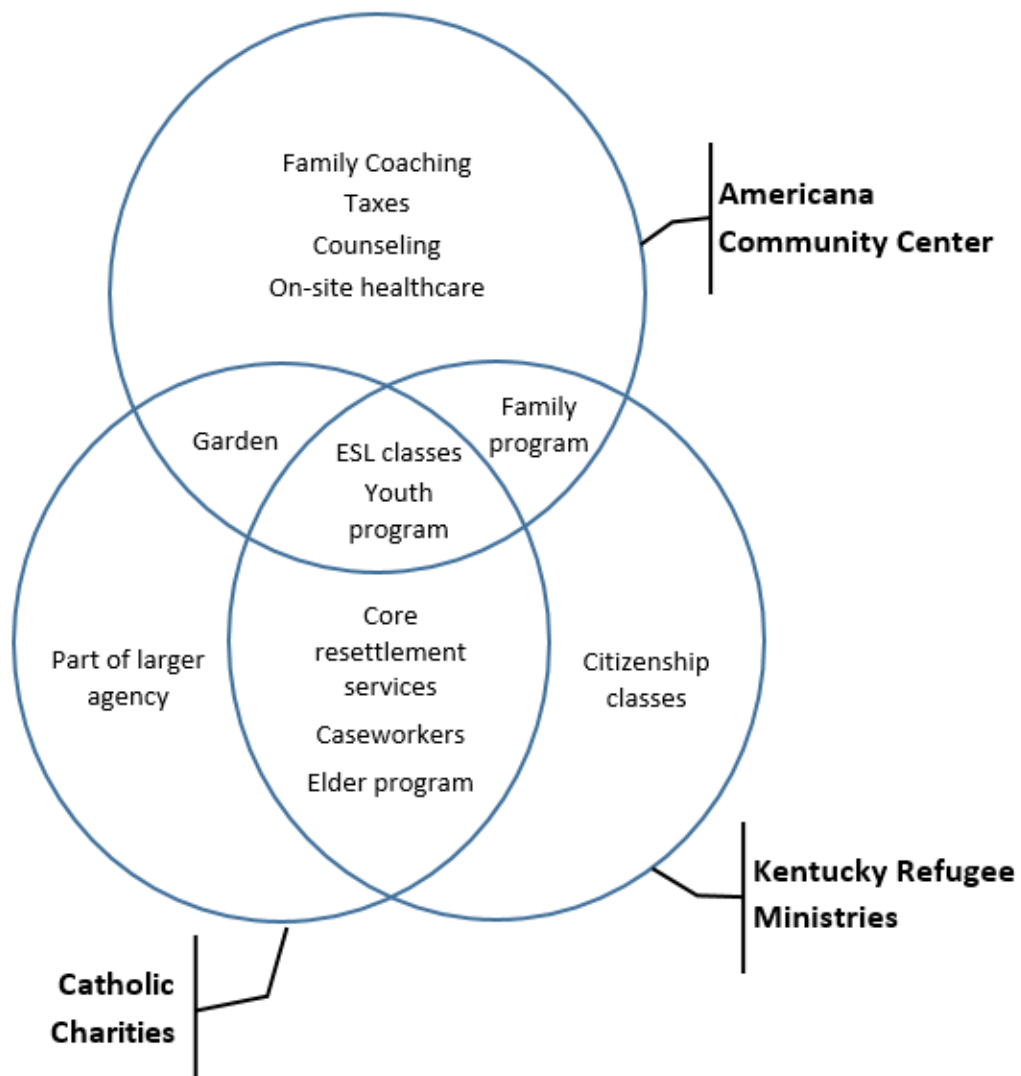 Family Coaching
Taxes
Counseling
On-site healthcare
Americana
Community Center
Garden
ESL classes
Youth
program
Family
program
Part of larger
agency
Core
resettlement
services
Caseworkers
Elder program
Citizenship
classes
Kentucky Refugee
Ministries
Catholic
Charities